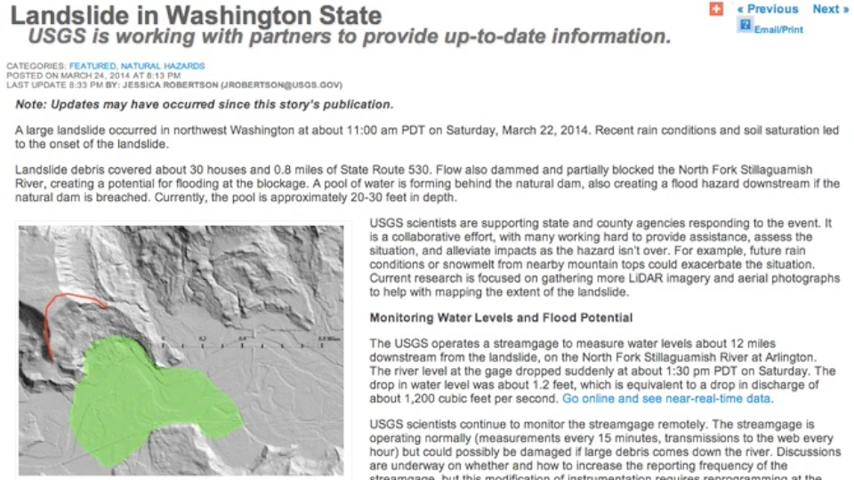 Landslide in Washington State
« Previous Next »
USGS is working with partners to provide up-to-date information.
Email/Print
CATEGORIES: FEATURED, NATURAL HAZARDS
POSTED ON MARCH 24, 2014 AT 8:13 PM
LAST UPDATE 8:33 PM BY: JESSICA ROBERTSON (JROBERTSON@USGS.GOV)
Note: Updates may have occurred since this story's publication.
A large landslide occurred in northwest Washington at about 11:00 am PDT on Saturday, March 22, 2014. Recent rain conditions and soil saturation led
to the onset of the landslide.
Landslide debris covered about 30 houses and 0.8 miles of State Route 530. Flow also dammed and partially blocked the North Fork Stillaguamish
River, creating a potential for flooding at the blockage. A pool of water is forming behind the natural dam, also creating a flood hazard downstream if the
natural dam is breached. Currently, the pool is approximately 20-30 feet in depth.
USGS scientists are supporting state and county agencies responding to the event. It
is a collaborative effort, with many working hard to provide assistance, assess the
situation, and alleviate impacts as the hazard isn't over. For example, future rain
conditions or snowmelt from nearby mountain tops could exacerbate the situation.
Current research is focused on gathering more LiDAR imagery and aerial photographs
to help with mapping the extent of the landslide.
Monitoring Water Levels and Flood Potential
The USGS operates a streamgage to measure water levels about 12 miles
downstream from the landslide, on the North Fork Stillaguamish River at Arlington.
The river level at the gage dropped suddenly at about 1:30 pm PDT on Saturday. The
drop in water level was about 1.2 feet, which is equivalent to a drop in discharge of
about 1,200 cubic feet per second. Go online and see near-real-time data.
USGS scientists continue to monitor the streamgage remotely. The streamgage is
operating normally (measurements every 15 minutes, transmissions to the web every
hour) but could possibly be damaged if large debris comes down the river. Discussions
are underway on whether and how to increase the reporting frequency of the
streamgage, but this modification of instrumentation requires reprogramming at the